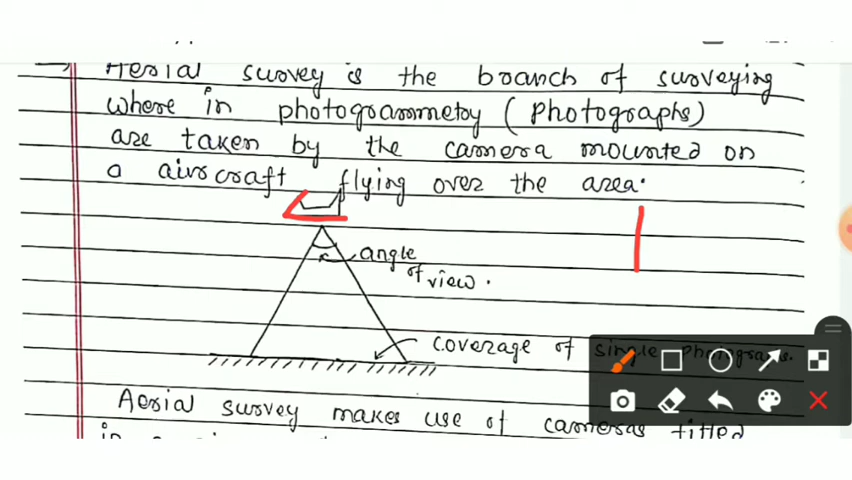 Aerial survey is the branch of surveying
where in photogrammetry (photographs)
are taken by the camera mounted on
a aircraft flying over the area.
angle
of view.
coverage of single photograph.
Aerial survey makes use of cameras fitted